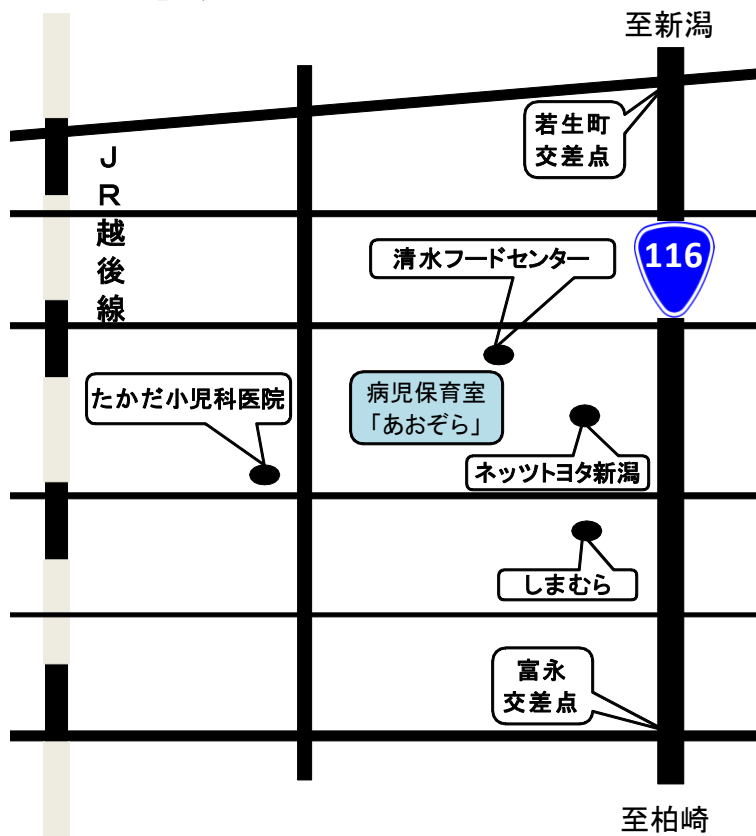 至新潟
若生町
交差点
JR越後線
116
清水フードセンター
病児保育室
「あおぞら」
たかだ小児科医院
ネッツトヨタ新潟
しまむら
富永
交差点
至柏崎